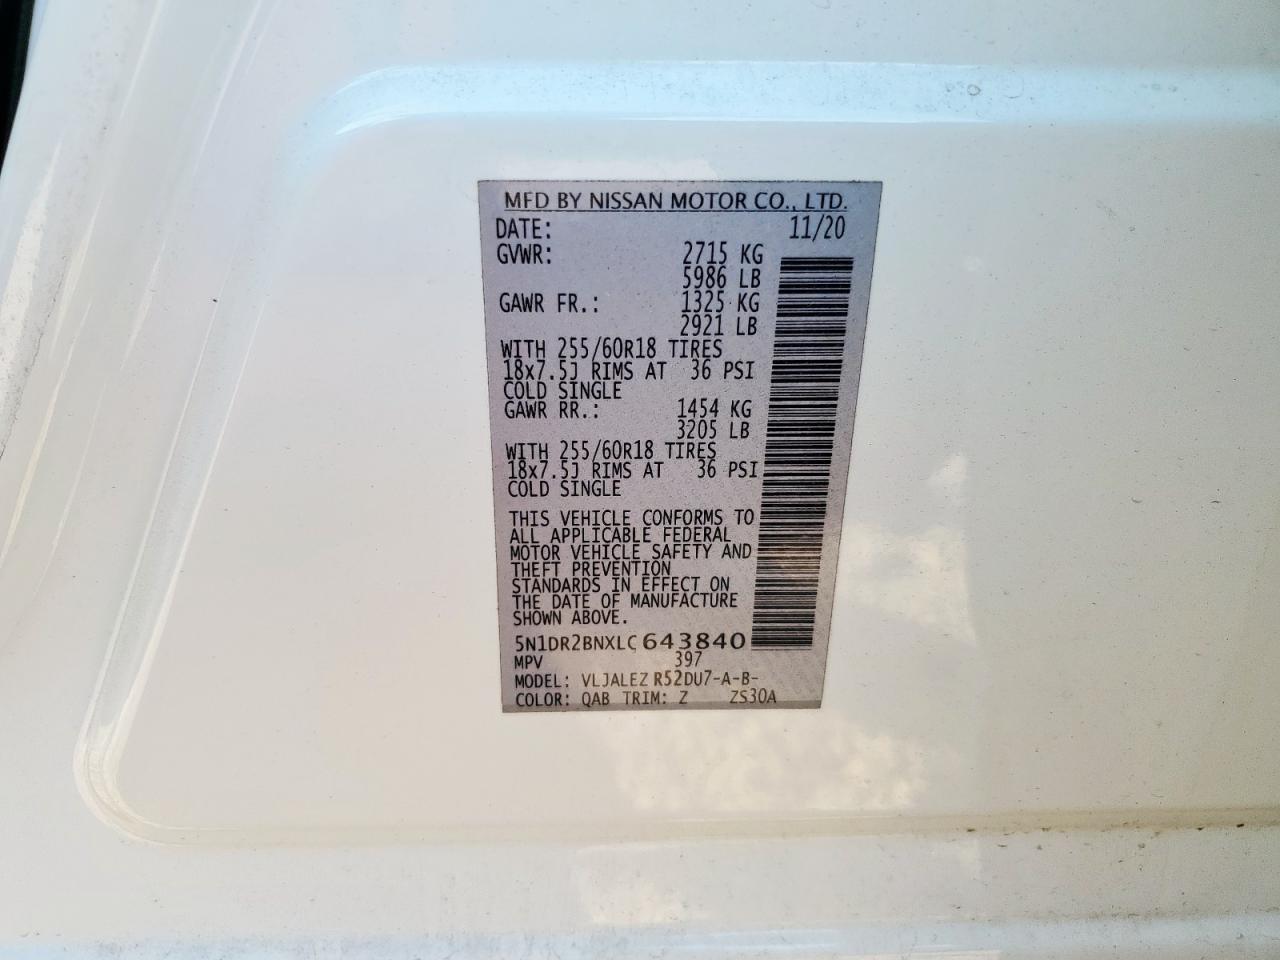 MFD BY NISSAN MOTOR CO., LTD.
DATE: 11/20
GVWR: 2715 KG
5986 LB
GAWR FR.: 1325 KG
2921 LB
WITH 255/60R18 TIRES
18x7.5J RIMS AT 36 PSI
COLD SINGLE
GAWR RR.: 1454 KG
3205 LB
WITH 255/60R18 TIRES
18x7.5J RIMS AT 36 PSI
COLD SINGLE
THIS VEHICLE CONFORMS TO
ALL APPLICABLE FEDERAL
MOTOR VEHICLE SAFETY AND
THEFT PREVENTION
STANDARDS IN EFFECT ON
THE DATE OF MANUFACTURE
SHOWN ABOVE.
5N1DR2BNXLC643840
MPV 397
MODEL: VLJALEZ R52DU7-A-B-
COLOR: QAB TRIM: Z ZS30A